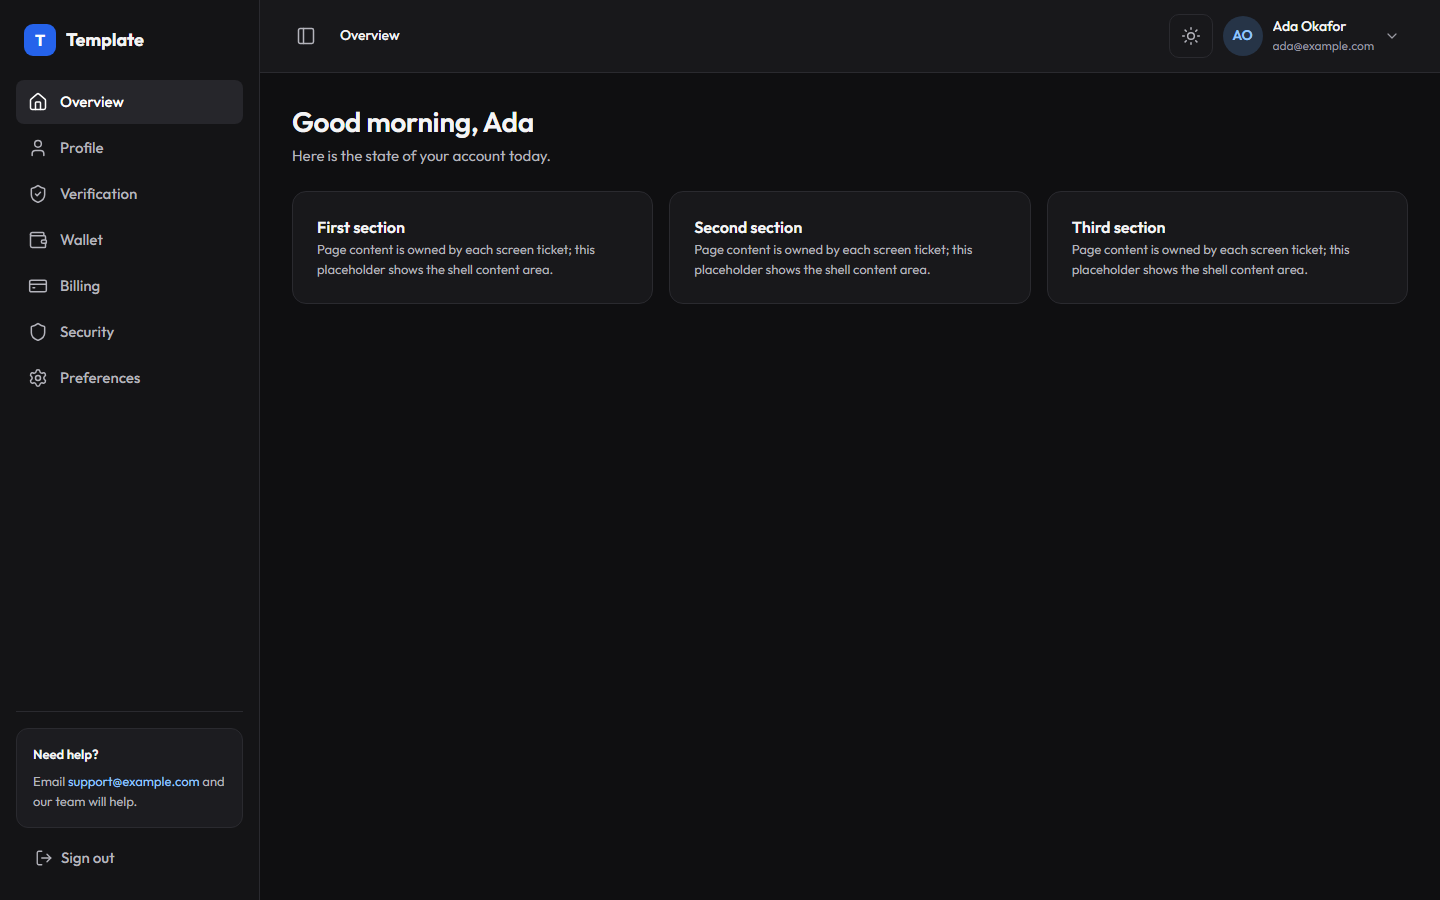 T Template
Overview
Profile
Verification
Wallet
Billing
Security
Preferences
Need help?
Email support@example.com and
our team will help.
Sign out
Overview
AO
Ada Okafor
ada@example.com
Good morning, Ada
Here is the state of your account today.
First section
Page content is owned by each screen ticket; this
placeholder shows the shell content area.
Second section
Page content is owned by each screen ticket; this
placeholder shows the shell content area.
Third section
Page content is owned by each screen ticket; this
placeholder shows the shell content area.